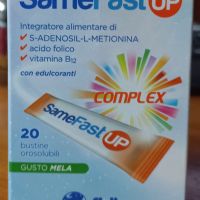 SameFast UP
Integratore alimentare di
✓ S-ADENOSIL-L-METIONINA
✓ acido folico
✓ vitamina B12
con edulcoranti
COMPLEX
SameFast UP
20
bustine
orosolubili
GUSTO MELA